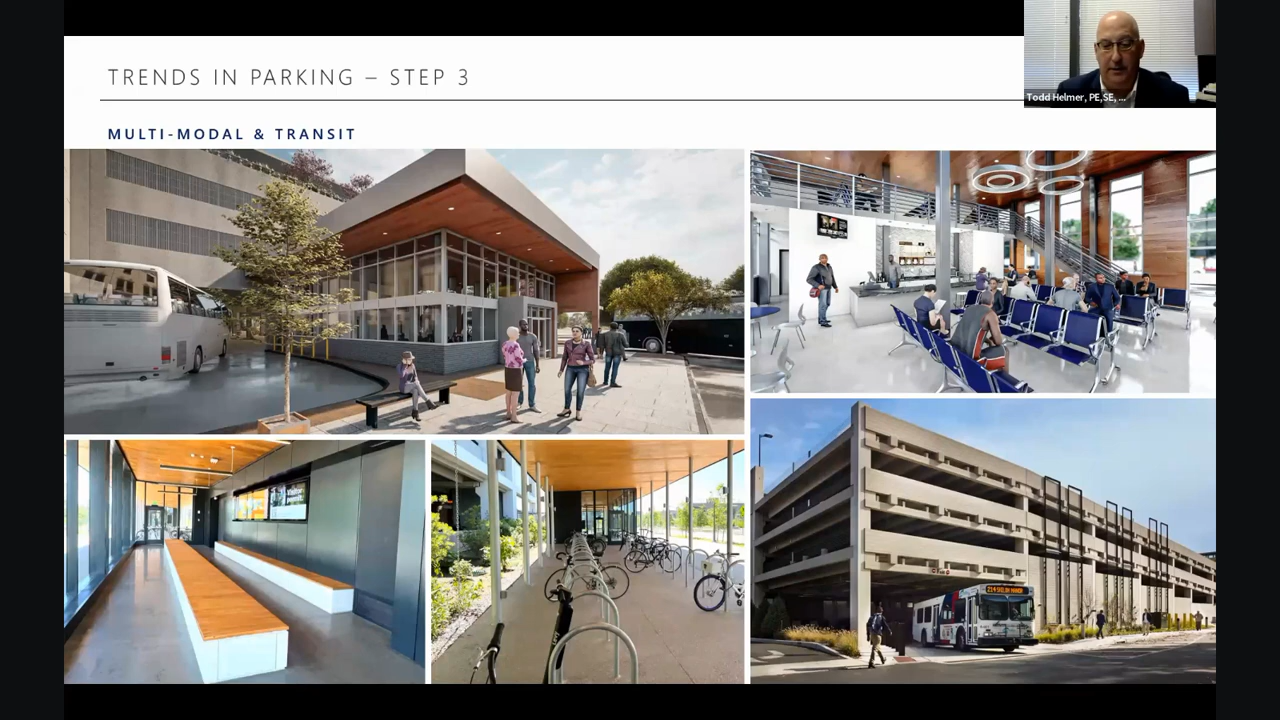 TRENDS IN PARKING – STEP 3
Todd Helmer, PE,SE, ...
MULTI-MODAL & TRANSIT